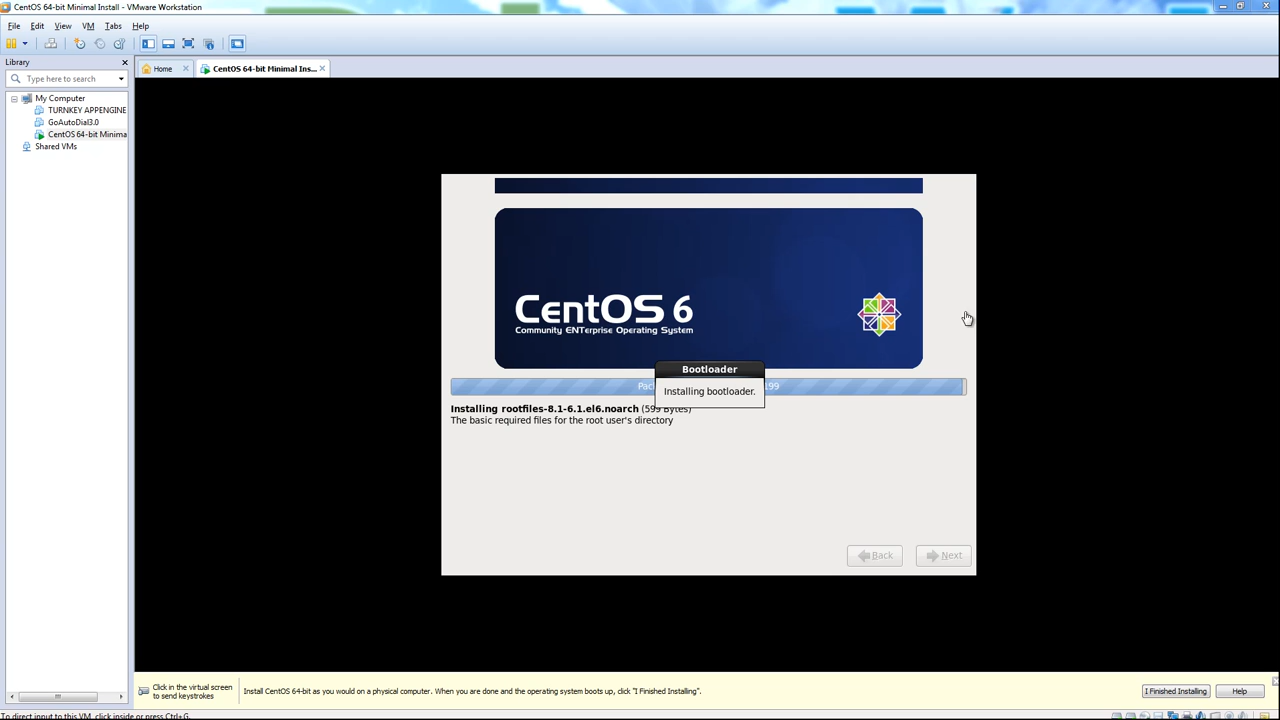 CentOS 64-bit Minimal Install - VMware Workstation
File Edit View VM Tabs Help
Library
Type here to search
My Computer
TURNKEY APPENGINE
GoAutoDial3.0
CentOS 64-bit Minima
Shared VMs
Home
CentOS 64-bit Minimal Ins...
CentOS 6
Community ENTerprise Operating System
Bootloader
Installing bootloader.
Installing rootfiles-8.1-6.1.el6.noarch (599 Bytes)
The basic required files for the root user's directory
Back Next
Click in the virtual screen
to send keystrokes
Install CentOS 64-bit as you would on a physical computer. When you are done and the operating system boots up, click "I Finished Installing".
I Finished Installing Help
To direct input to this VM, click inside or press Ctrl+G.